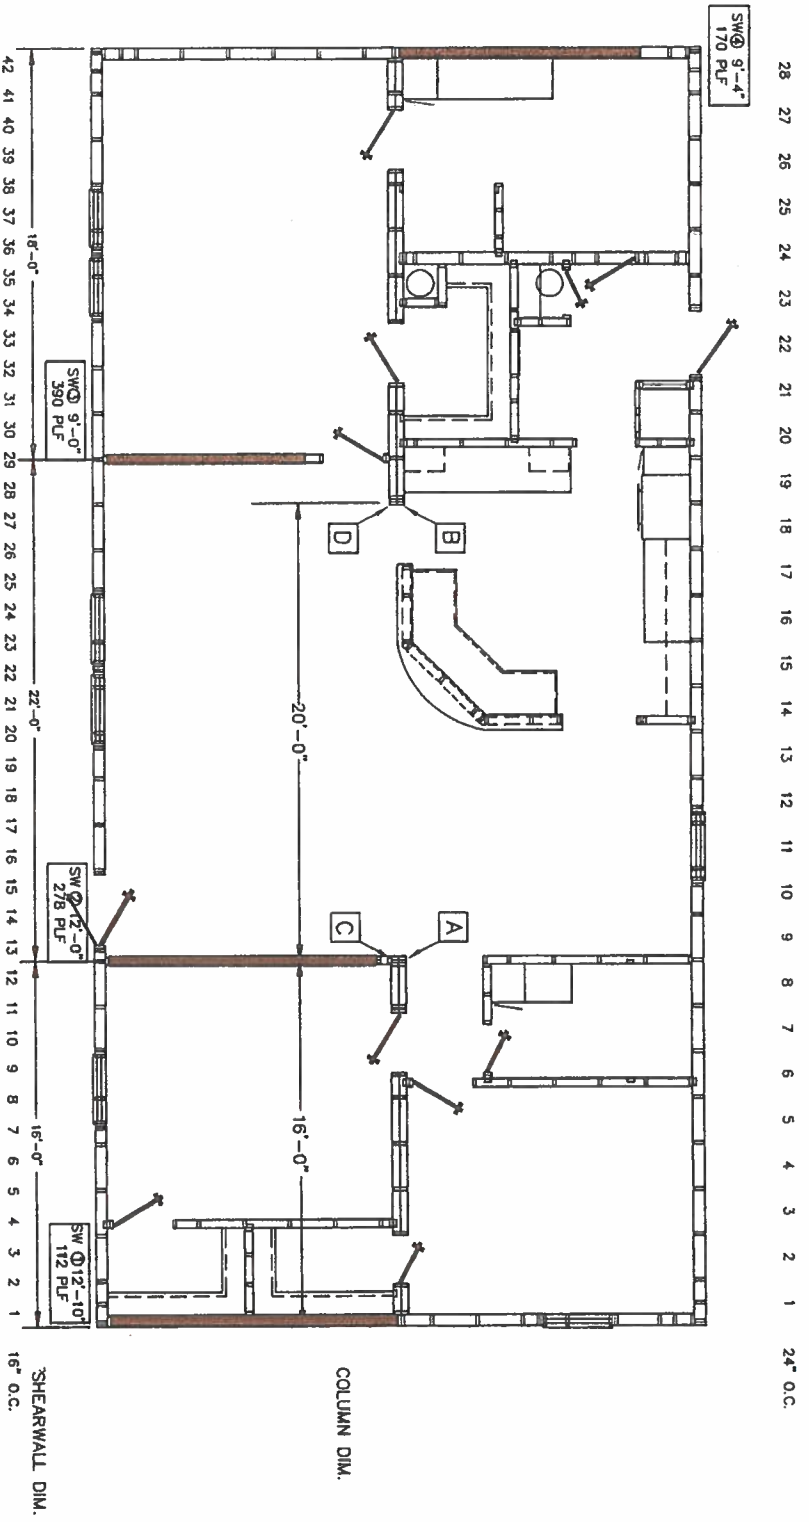 28 27 26 25 24 23 22 21 20 19 18 17 16 15 14 13 12 11 10 9 8 7 6 5 4 3 2 1 24" O.C.
SW④ 9'-4"
170 PLF
B A
D C COLUMN DIM.
20'-0" 16'-0"
SW③ 9'-0"
390 PLF
SW② 12'-0"
278 PLF
SW ① 12'-10"
112 PLF
18'-0" 22'-0" 16'-0" SHEARWALL DIM.
42 41 40 39 38 37 36 35 34 33 32 31 30 29 28 27 26 25 24 23 22 21 20 19 18 17 16 15 14 13 12 11 10 9 8 7 6 5 4 3 2 1 16" O.C.